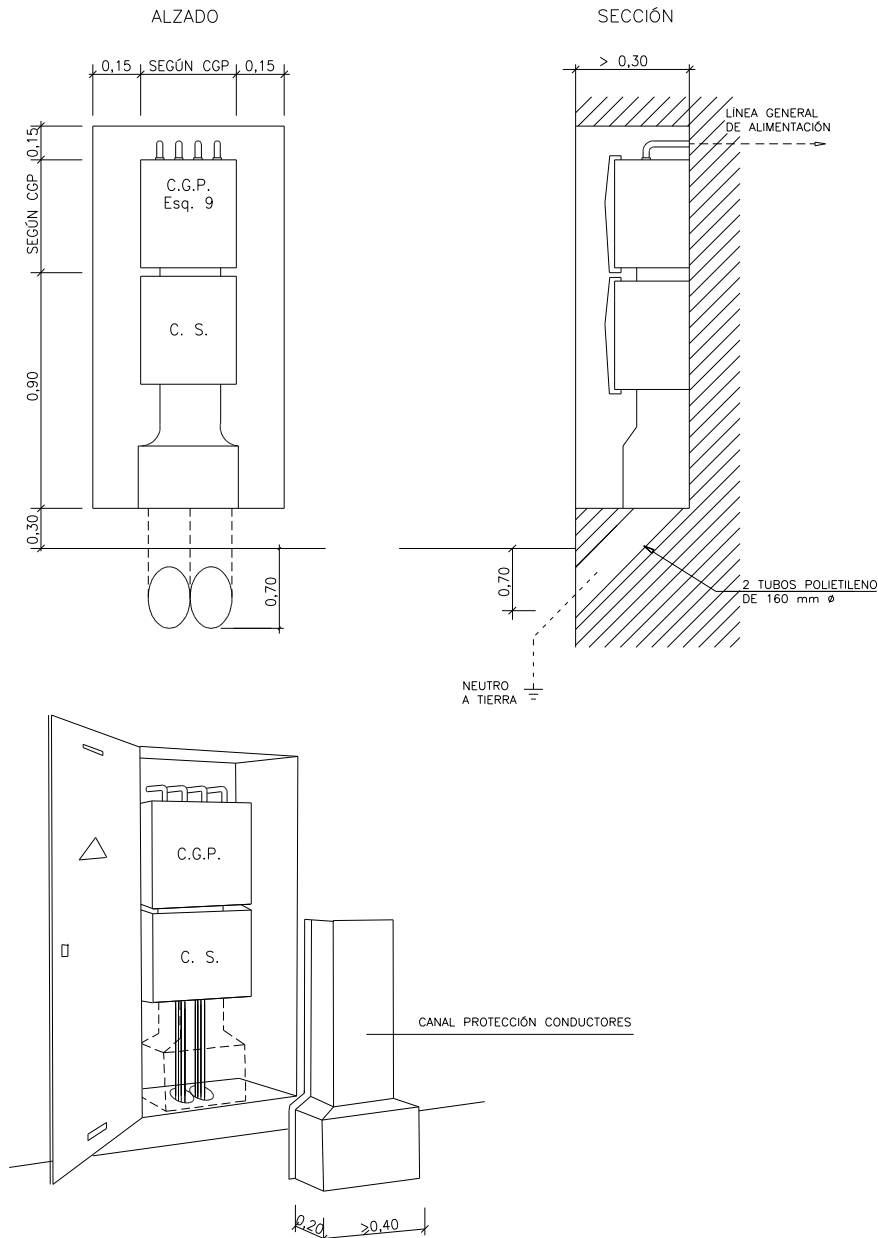 ALZADO
SECCIÓN
0,15
SEGÚN CGP
0,15
> 0,30
LÍNEA GENERAL
DE ALIMENTACIÓN
0,15
SEGÚN CGP
C.G.P.
Esq. 9
C. S.
0,90
0,30
0,70
0,70
2 TUBOS POLIETILENO
DE 160 mm ø
NEUTRO
A TIERRA
C.G.P.
C. S.
CANAL PROTECCIÓN CONDUCTORES
0,20
≥0,40